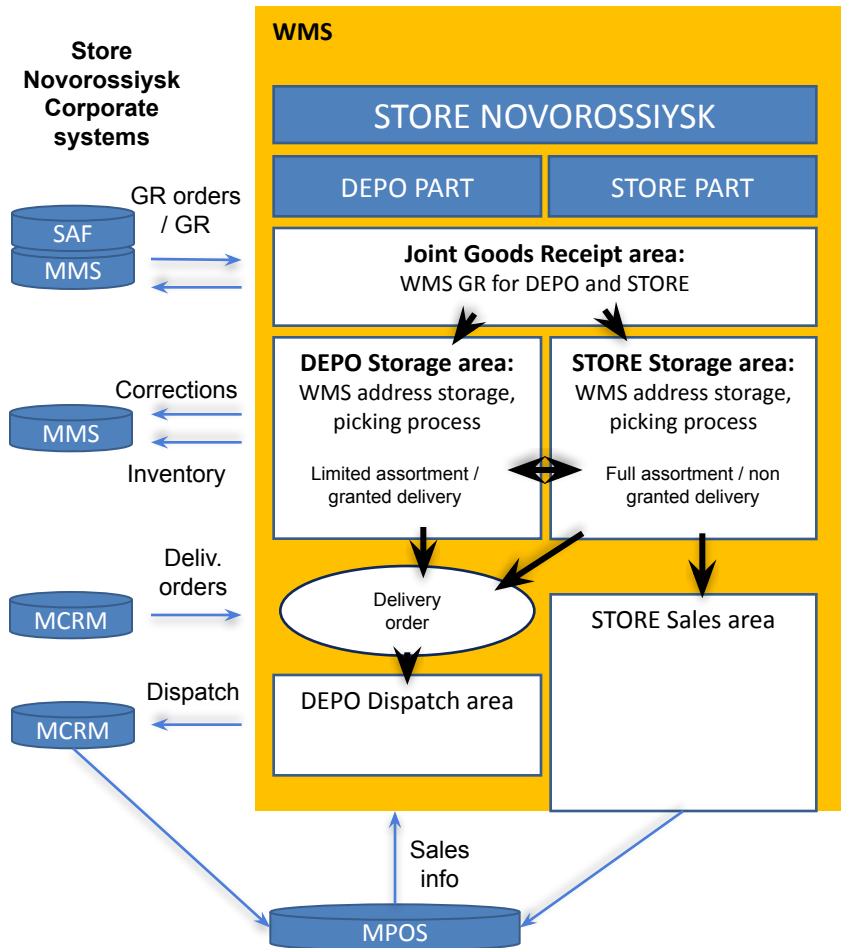 WMS
Store
Novorossiysk
Corporate
systems
STORE NOVOROSSIYSK
DEPO PART
STORE PART
GR orders
/ GR
SAF
MMS
Joint Goods Receipt area:
WMS GR for DEPO and STORE
DEPO Storage area:
WMS address storage,
picking process
Limited assortment /
granted delivery
STORE Storage area:
WMS address storage,
picking process
Full assortment / non
granted delivery
Corrections
MMS
Inventory
Deliv.
orders
MCRM
Delivery
order
STORE Sales area
Dispatch
MCRM
DEPO Dispatch area
Sales
info
MPOS